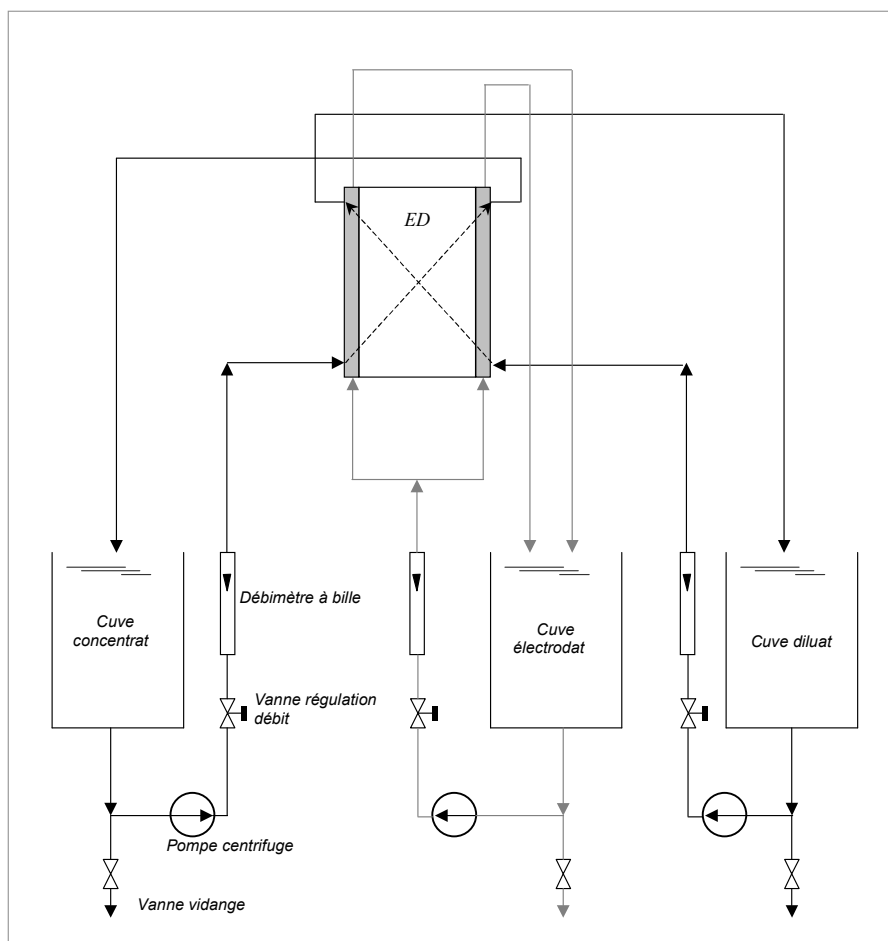 ED
Débimètre à bille
Cuve
concentrat
Cuve
électrodat
Cuve diluat
Vanne régulation
débit
Pompe centrifuge
Vanne vidange